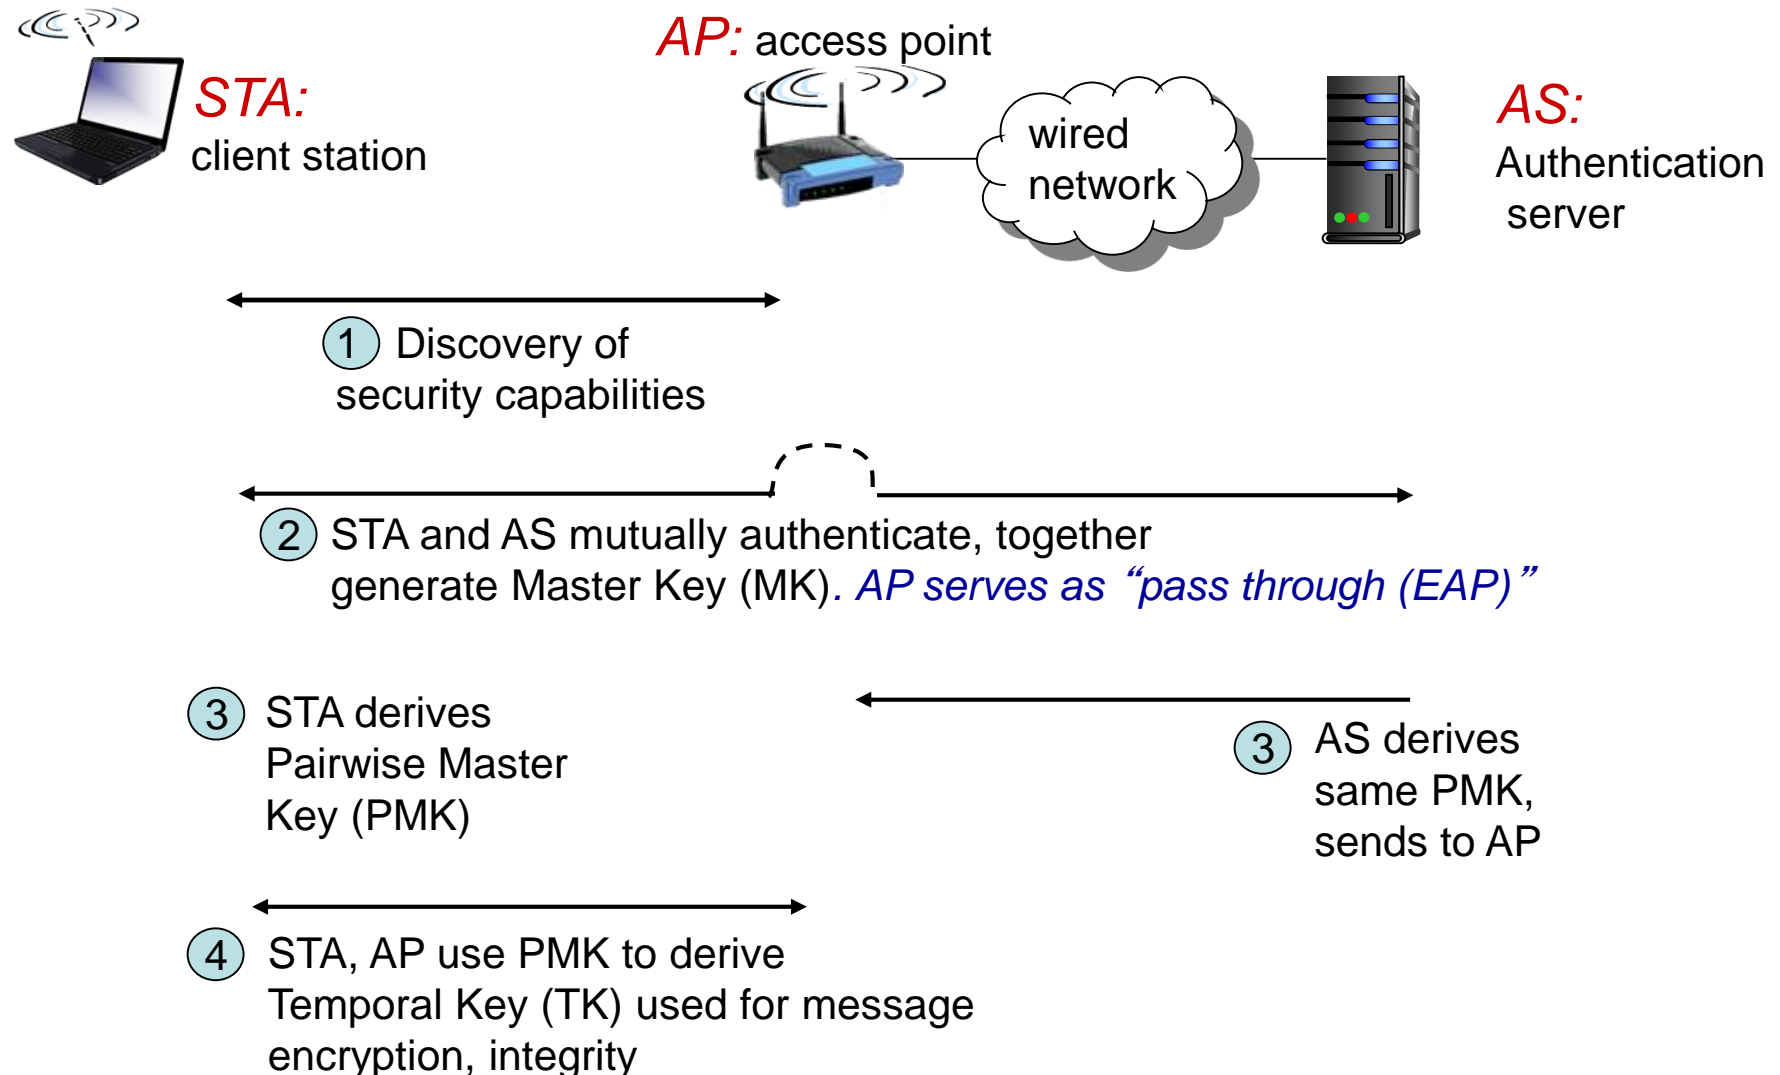 AP: access point
STA:
client station
wired
network
AS:
Authentication
server
1 Discovery of
security capabilities
2 STA and AS mutually authenticate, together
generate Master Key (MK). AP serves as “pass through (EAP)”
3 STA derives
Pairwise Master
Key (PMK)
3 AS derives
same PMK,
sends to AP
4 STA, AP use PMK to derive
Temporal Key (TK) used for message
encryption, integrity